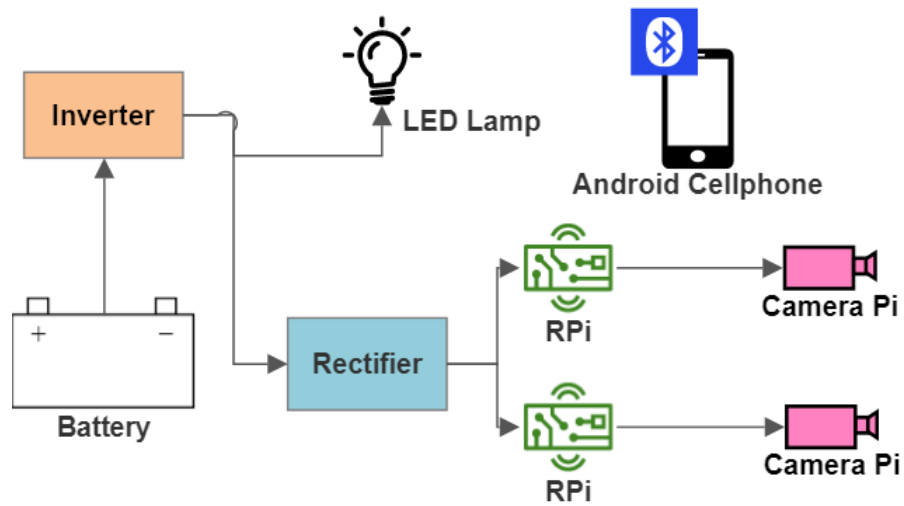 Inverter
LED Lamp
Android Cellphone
+ −
Battery
Rectifier
RPi
Camera Pi
RPi
Camera Pi